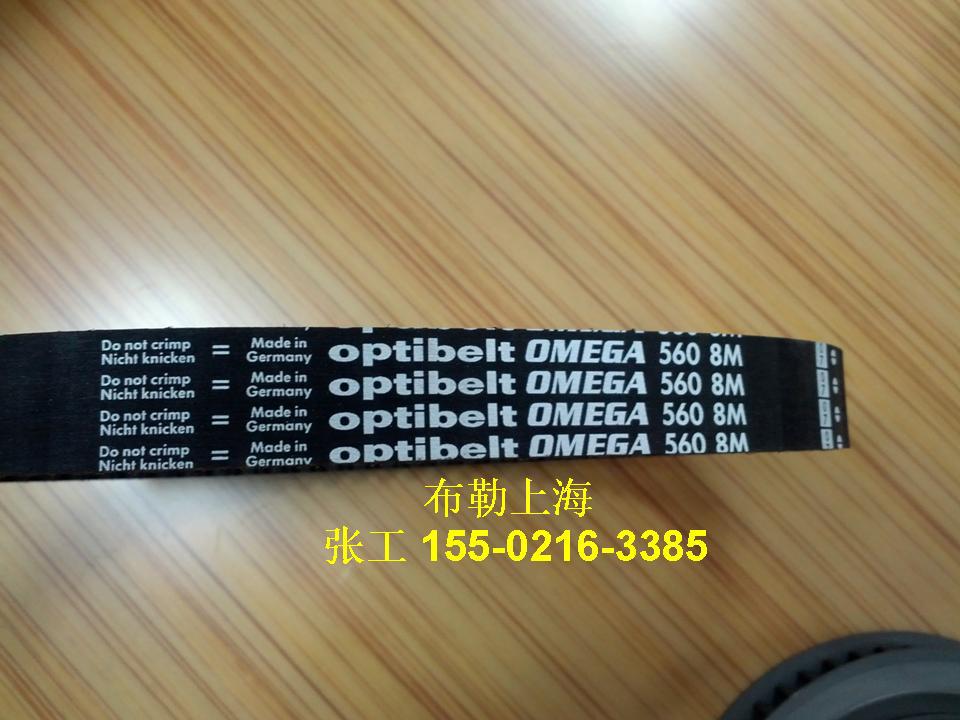 Do not crimp
Nicht knicken = Made in
Germany optibelt OMEGA 560 8M
Do not crimp
Nicht knicken = Made in
Germany optibelt OMEGA 560 8M
Do not crimp
Nicht knicken = Made in
Germany optibelt OMEGA 560 8M
Do not crimp
Nicht knicken = Made in
Germany optibelt OMEGA 560 8M
布勒上海
张工 155-0216-3385